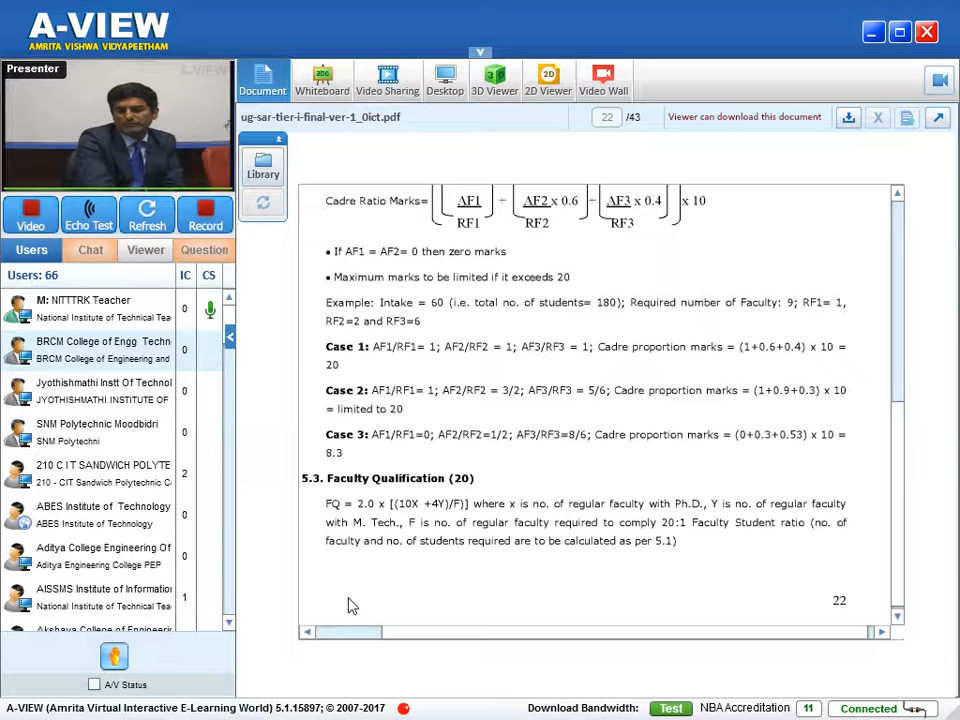 A-VIEW
AMRITA VISHWA VIDYAPEETHAM
Presenter
A-VIEW
Document
Whiteboard
Video Sharing
Desktop
3D Viewer
2D Viewer
Video Wall
ug-sar-tier-i-final-ver-1_0ict.pdf
22 /43
Viewer can download this document
Library
Video
Echo Test
Refresh
Record
Users
Chat
Viewer
Question
Users: 66
IC CS
M: NITTTRK Teacher
National Institute of Technical Tea
0
BRCM College of Engg Techn
BRCM College of Engineering and
0
Jyothishmathi Instt Of Technol
JYOTHISHMATHI INSTITUTE OF
0
SNM Polytechnic Moodbidri
SNM Polytechni
0
210 C I T SANDWICH POLYTE
210 - CIT Sandwich Polytechnic C
2
ABES Institute of Technology
ABES Institute of Technology
0
Aditya College Engineering Of
Aditya Engineering College PEP
0
AISSMS Institute of Informatio
National Institute of Technical Tea
1
Akshaya College of Engineeri
A/V Status
Cadre Ratio Marks= AF1 + AF2 x 0.6 + AF3 x 0.4 x 10
RF1 RF2 RF3
• If AF1 = AF2= 0 then zero marks
• Maximum marks to be limited if it exceeds 20
Example: Intake = 60 (i.e. total no. of students= 180); Required number of Faculty: 9; RF1= 1,
RF2=2 and RF3=6
Case 1: AF1/RF1= 1; AF2/RF2 = 1; AF3/RF3 = 1; Cadre proportion marks = (1+0.6+0.4) x 10 =
20
Case 2: AF1/RF1= 1; AF2/RF2 = 3/2; AF3/RF3 = 5/6; Cadre proportion marks = (1+0.9+0.3) x 10
= limited to 20
Case 3: AF1/RF1=0; AF2/RF2=1/2; AF3/RF3=8/6; Cadre proportion marks = (0+0.3+0.53) x 10 =
8.3
5.3. Faculty Qualification (20)
FQ = 2.0 x [(10X +4Y)/F)] where x is no. of regular faculty with Ph.D., Y is no. of regular faculty
with M. Tech., F is no. of regular faculty required to comply 20:1 Faculty Student ratio (no. of
faculty and no. of students required are to be calculated as per 5.1)
22
A-VIEW (Amrita Virtual Interactive E-Learning World) 5.1.15897; © 2007-2017
Download Bandwidth:
Test
NBAAccreditation
11
Connected